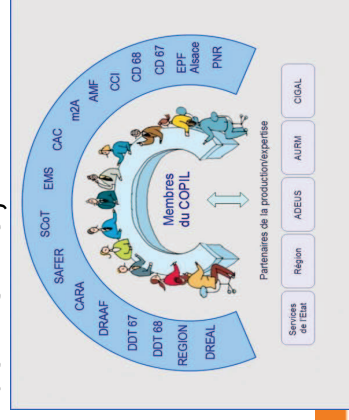 DREAL
REGION
DDT 68
DDT 67
DRAAF
CARA
SAFER
SCoT
EMS
CAC
m2A
AMF
CCI
CD 68
CD 67
EPF
Alsace
PNR
Membres
du COPIL
Partenaires de la production/expertise
Services
de l'Etat
Région
ADEUS
AURM
CIGAL